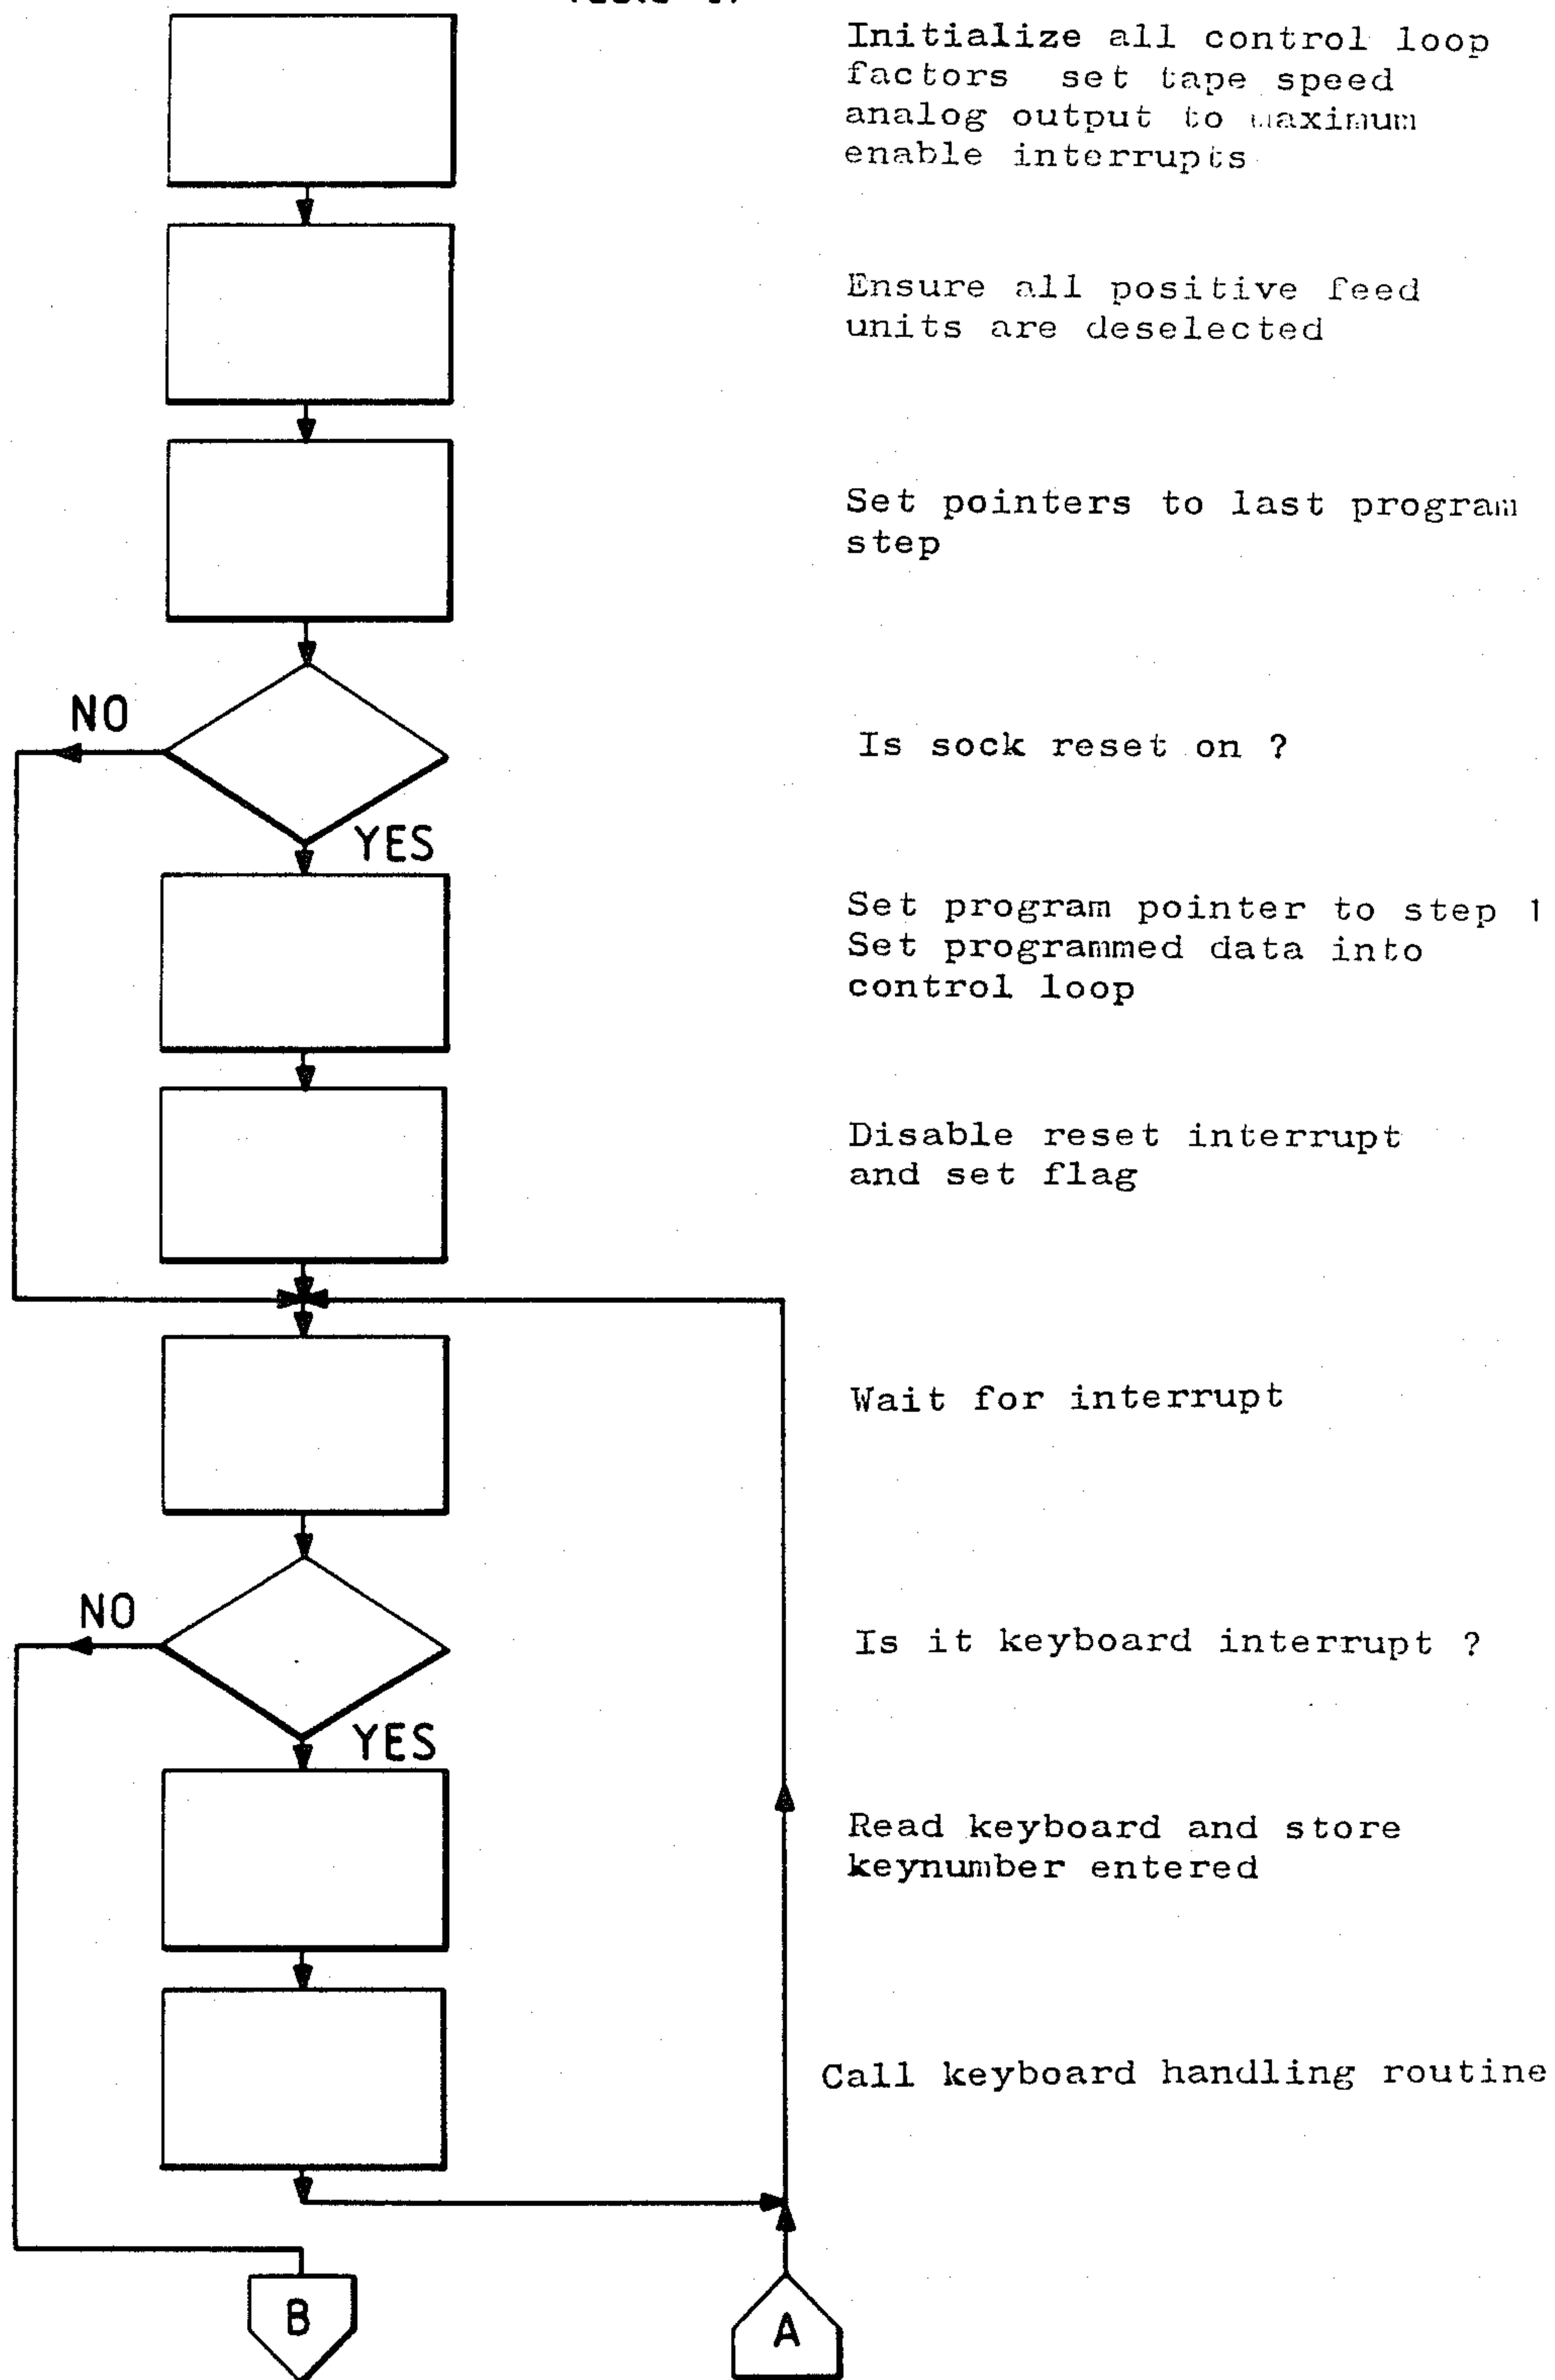 Initialize all control loop
factors set tape speed
analog output to maximum
enable interrupts
Ensure all positive feed
units are deselected
Set pointers to last program
step
NO
Is sock reset on ?
YES
Set program pointer to step 1
Set programmed data into
control loop
Disable reset interrupt
and set flag
Wait for interrupt
NO
Is it keyboard interrupt ?
YES
Read keyboard and store
keynumber entered
Call keyboard handling routine
B
A